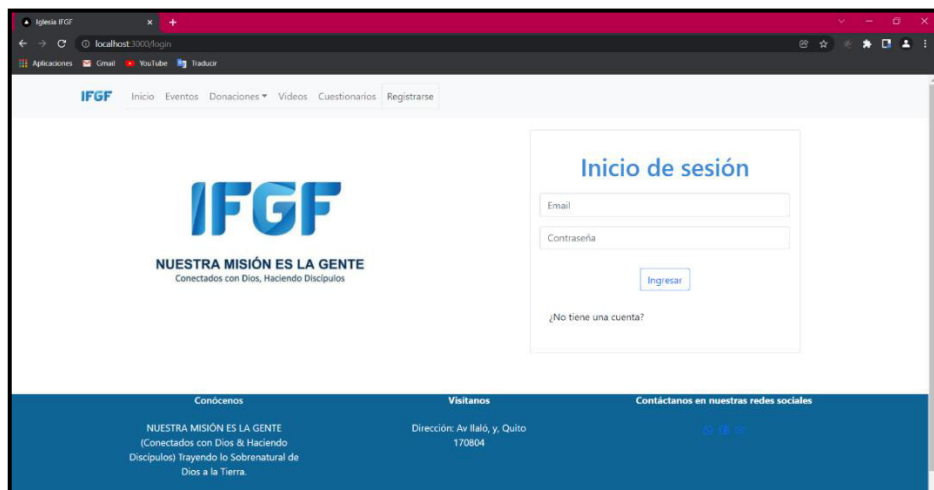 Iglesia IFGF
localhost:3000/login
Aplicaciones Gmail YouTube Traducir
IFGF Inicio Eventos Donaciones Videos Cuestionarios Registrarse
IFGF
NUESTRA MISIÓN ES LA GENTE
Conectados con Dios, Haciendo Discípulos
Inicio de sesión
Email
Contraseña
Ingresar
¿No tiene una cuenta?
Conócenos
NUESTRA MISIÓN ES LA GENTE
(Conectados con Dios & Haciendo
Discípulos) Trayendo lo Sobrenatural de
Dios a la Tierra.
Visítanos
Dirección: Av Ilaló, y, Quito
170804
Contáctanos en nuestras redes sociales